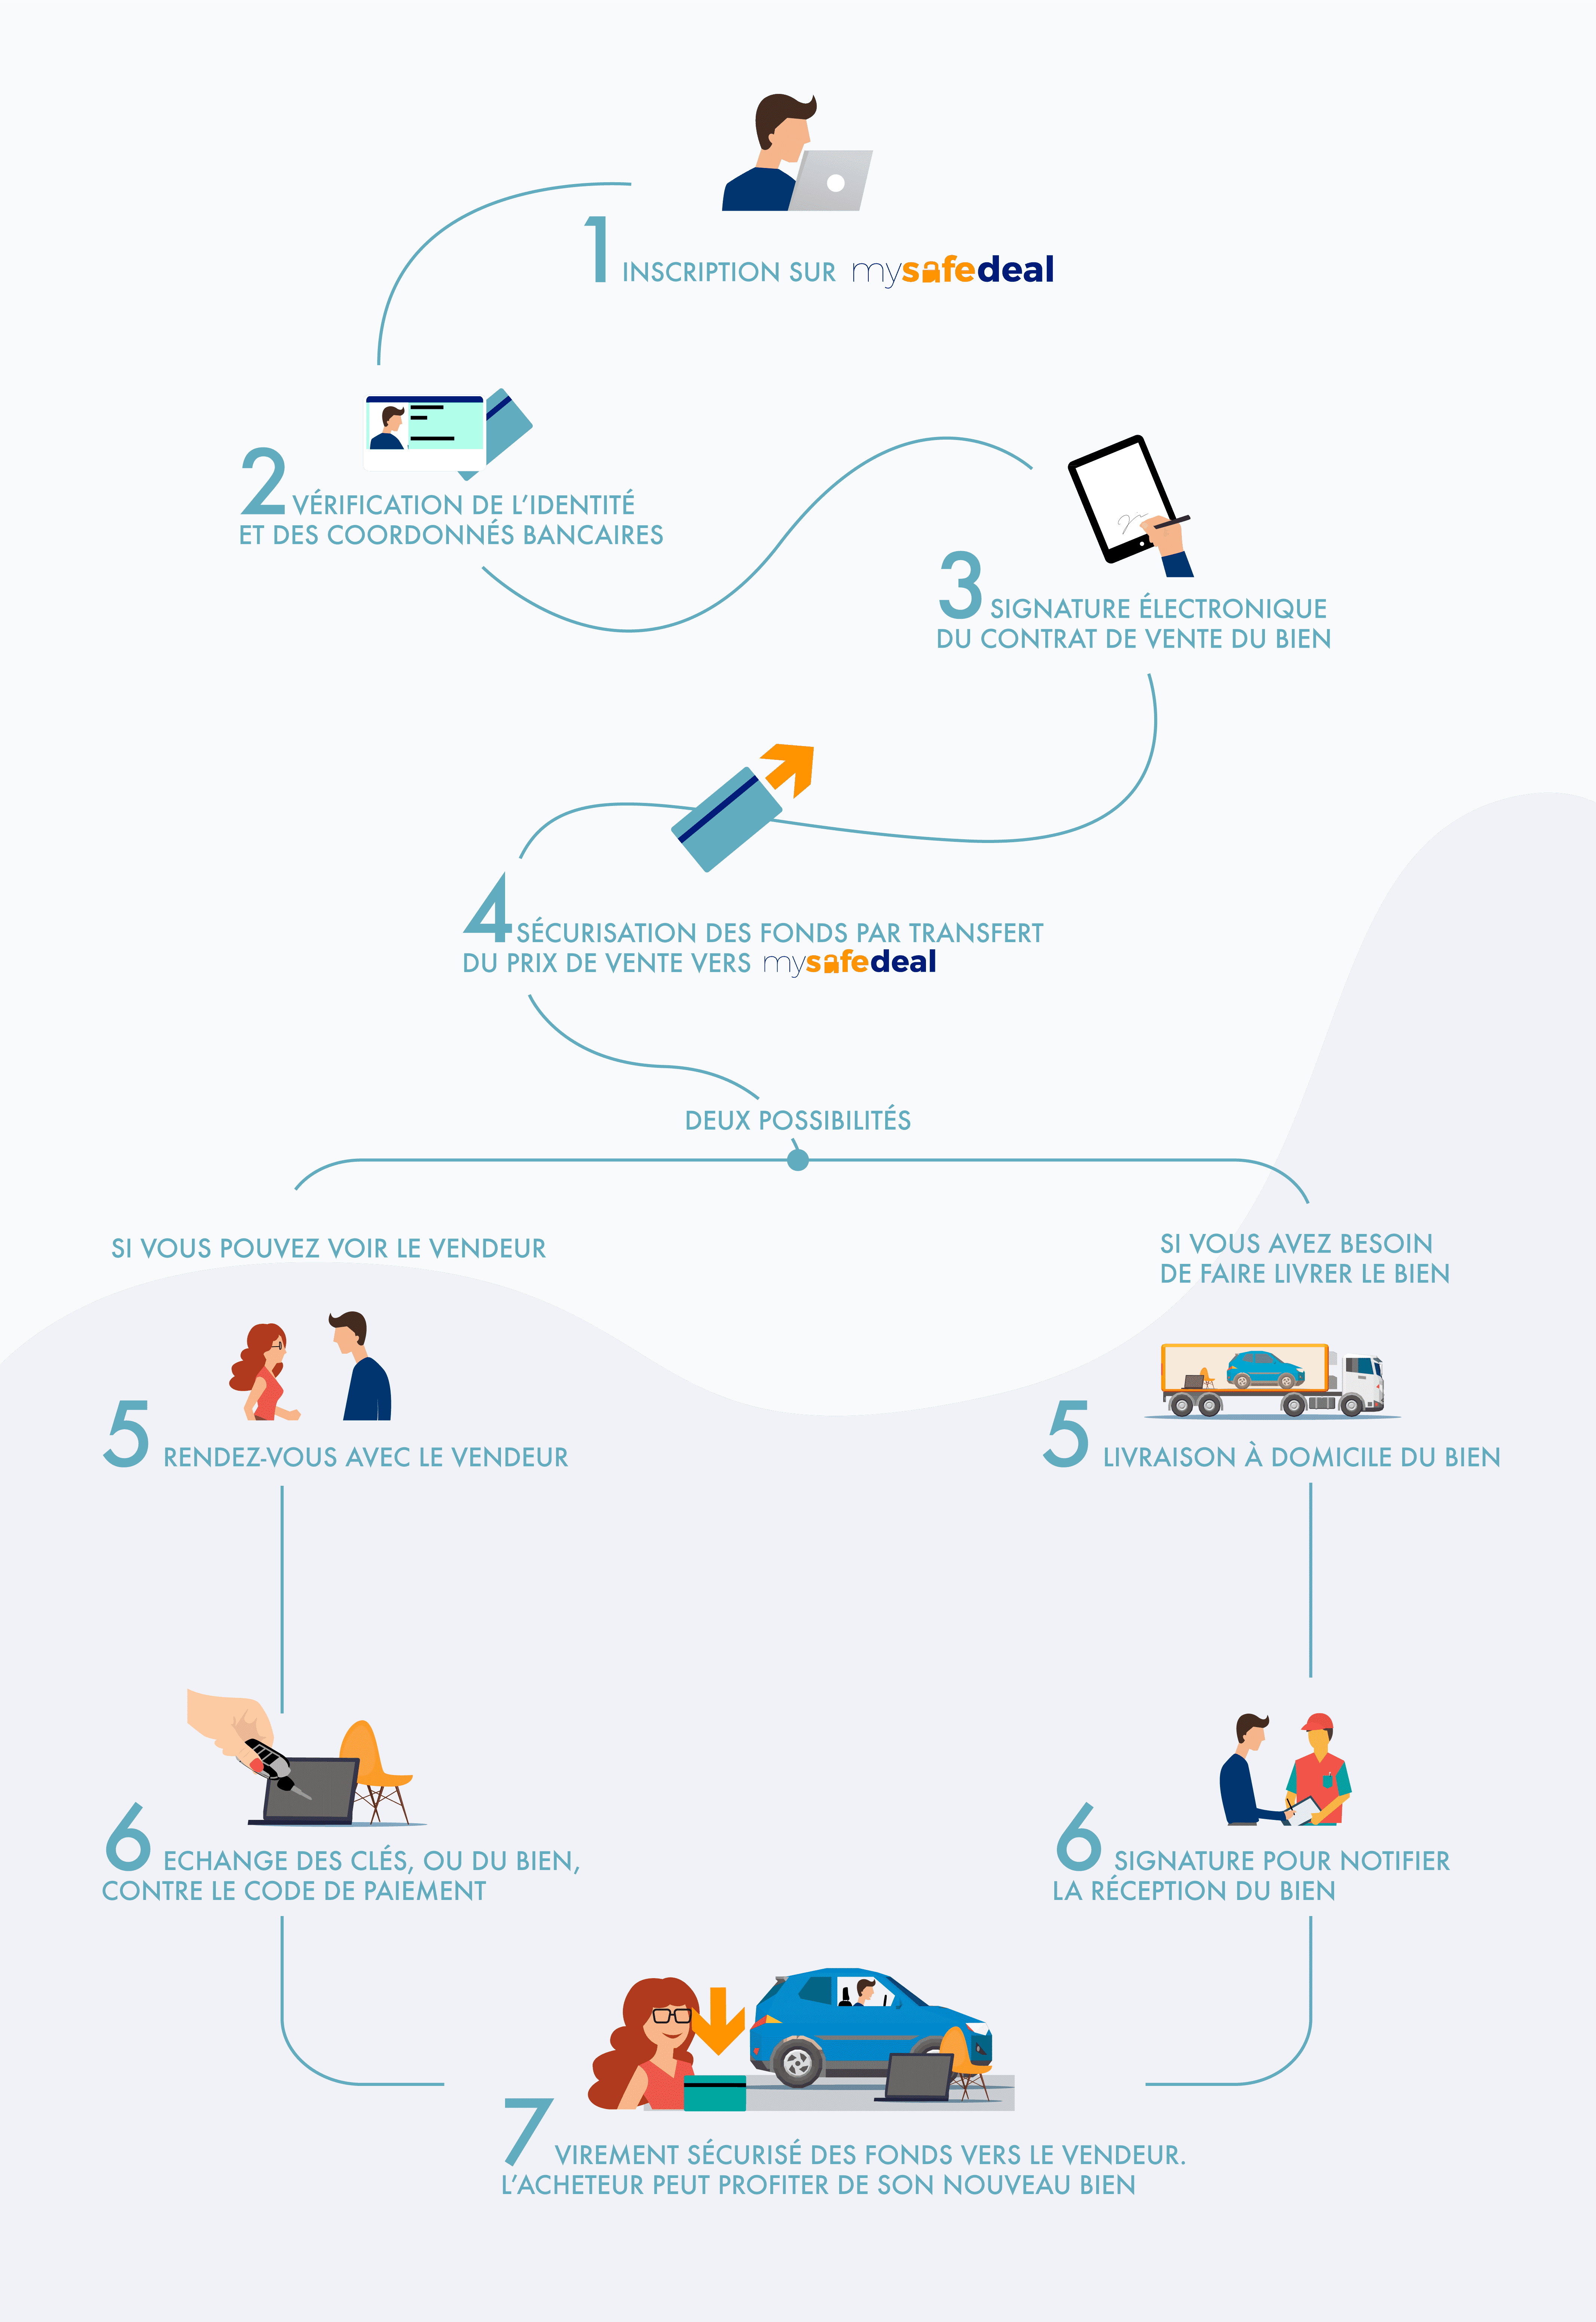 1 INSCRIPTION SUR mysafedeal
2 VÉRIFICATION DE L'IDENTITÉ
ET DES COORDONNÉS BANCAIRES
3 SIGNATURE ÉLECTRONIQUE
DU CONTRAT DE VENTE DU BIEN
4 SÉCURISATION DES FONDS PAR TRANSFERT
DU PRIX DE VENTE VERS mysafedeal
DEUX POSSIBILITÉS
SI VOUS POUVEZ VOIR LE VENDEUR
5 RENDEZ-VOUS AVEC LE VENDEUR
6 ECHANGE DES CLÉS, OU DU BIEN,
CONTRE LE CODE DE PAIEMENT
SI VOUS AVEZ BESOIN
DE FAIRE LIVRER LE BIEN
5 LIVRAISON À DOMICILE DU BIEN
6 SIGNATURE POUR NOTIFIER
LA RÉCEPTION DU BIEN
7 VIREMENT SÉCURISÉ DES FONDS VERS LE VENDEUR.
L'ACHETEUR PEUT PROFITER DE SON NOUVEAU BIEN